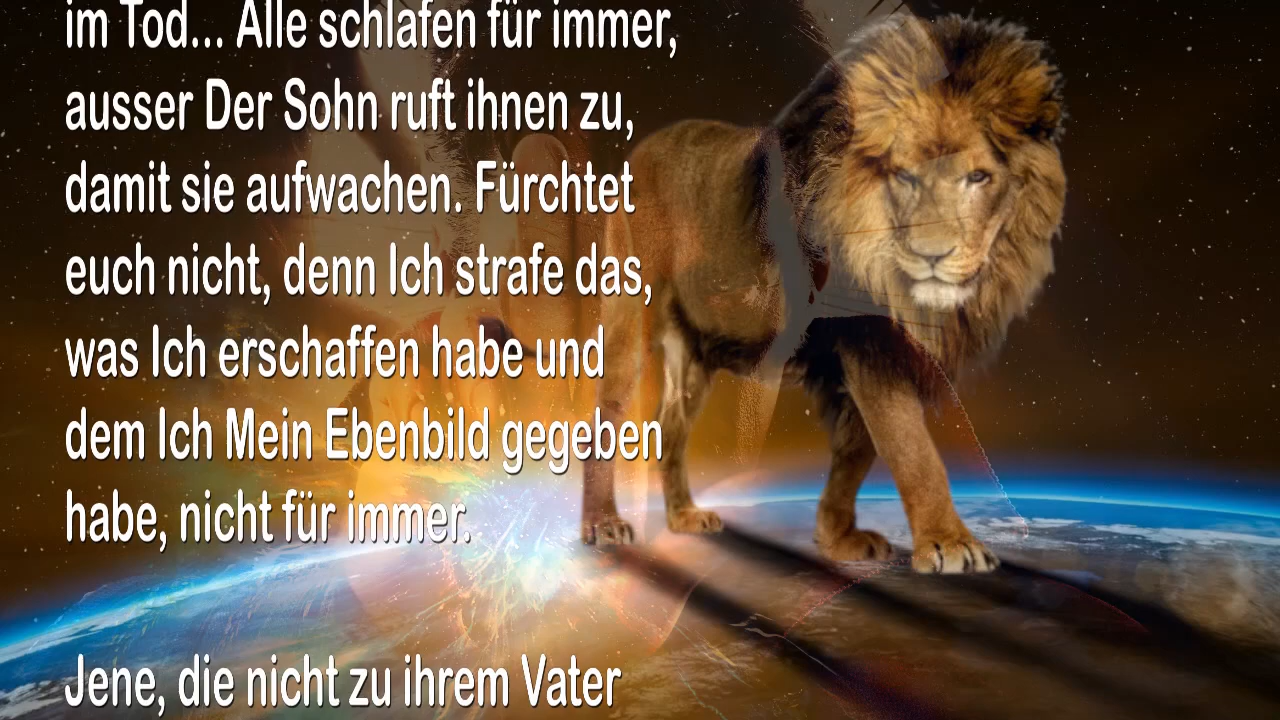 im Tod... Alle schlafen für immer,
ausser Der Sohn ruft ihnen zu,
damit sie aufwachen. Fürchtet
euch nicht, denn Ich strafe das,
was Ich erschaffen habe und
dem Ich Mein Ebenbild gegeben
habe, nicht für immer.
Jene, die nicht zu ihrem Vater